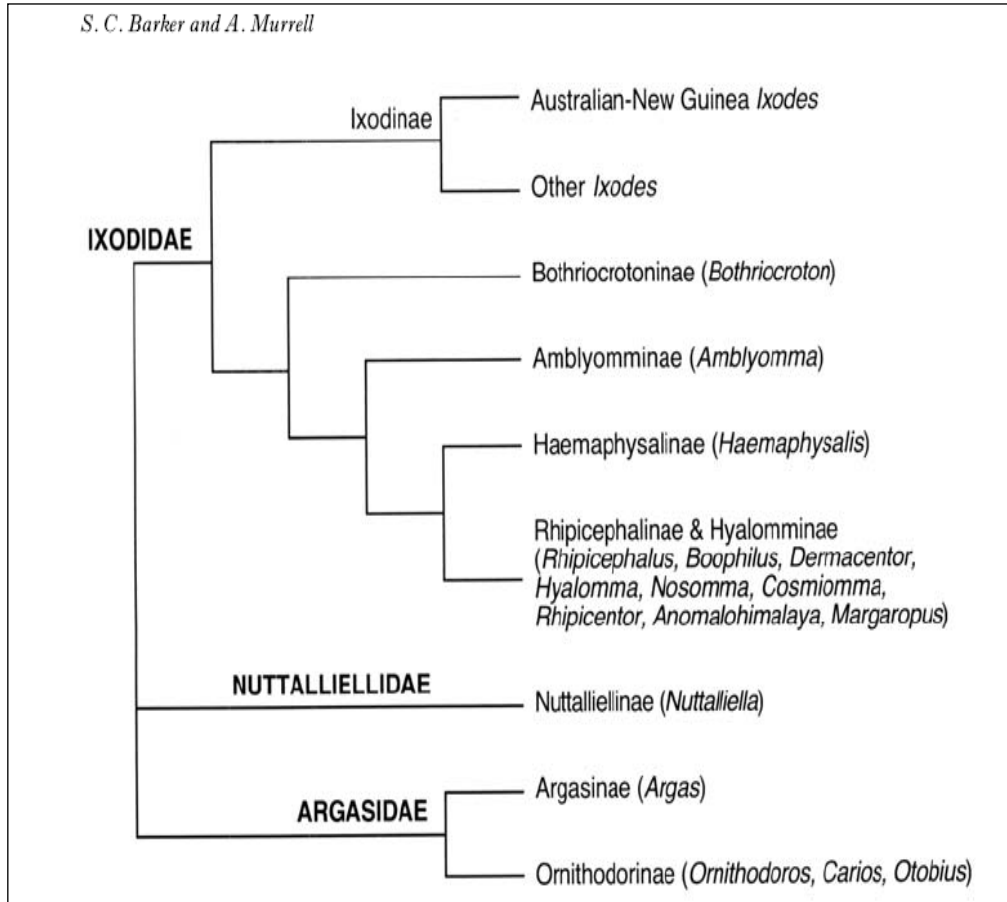 S. C. Barker and A. Murrell
Ixodinae
Australian-New Guinea Ixodes
Other Ixodes
IXODIDAE
Bothriocrotoninae (Bothriocroton)
Amblyomminae (Amblyomma)
Haemaphysalinae (Haemaphysalis)
Rhipicephalinae & Hyalomminae
(Rhipicephalus, Boophilus, Dermacentor,
Hyalomma, Nosomma, Cosmiomma,
Rhipicentor, Anomalohimalaya, Margaropus)
NUTTALLIELLIDAE
Nuttalliellinae (Nuttalliella)
Argasinae (Argas)
ARGASIDAE
Ornithodorinae (Ornithodoros, Carios, Otobius)